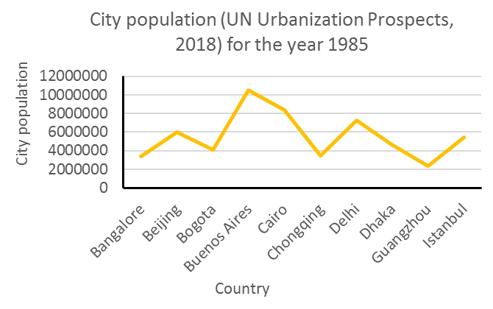 City population (UN Urbanization Prospects,
2018) for the year 1985
City population
12000000
10000000
8000000
6000000
4000000
2000000
0
Bangalore
Beijing
Bogota
Buenos Aires
Cairo
Chongqing
Delhi
Dhaka
Guangzhou
Istanbul
Country